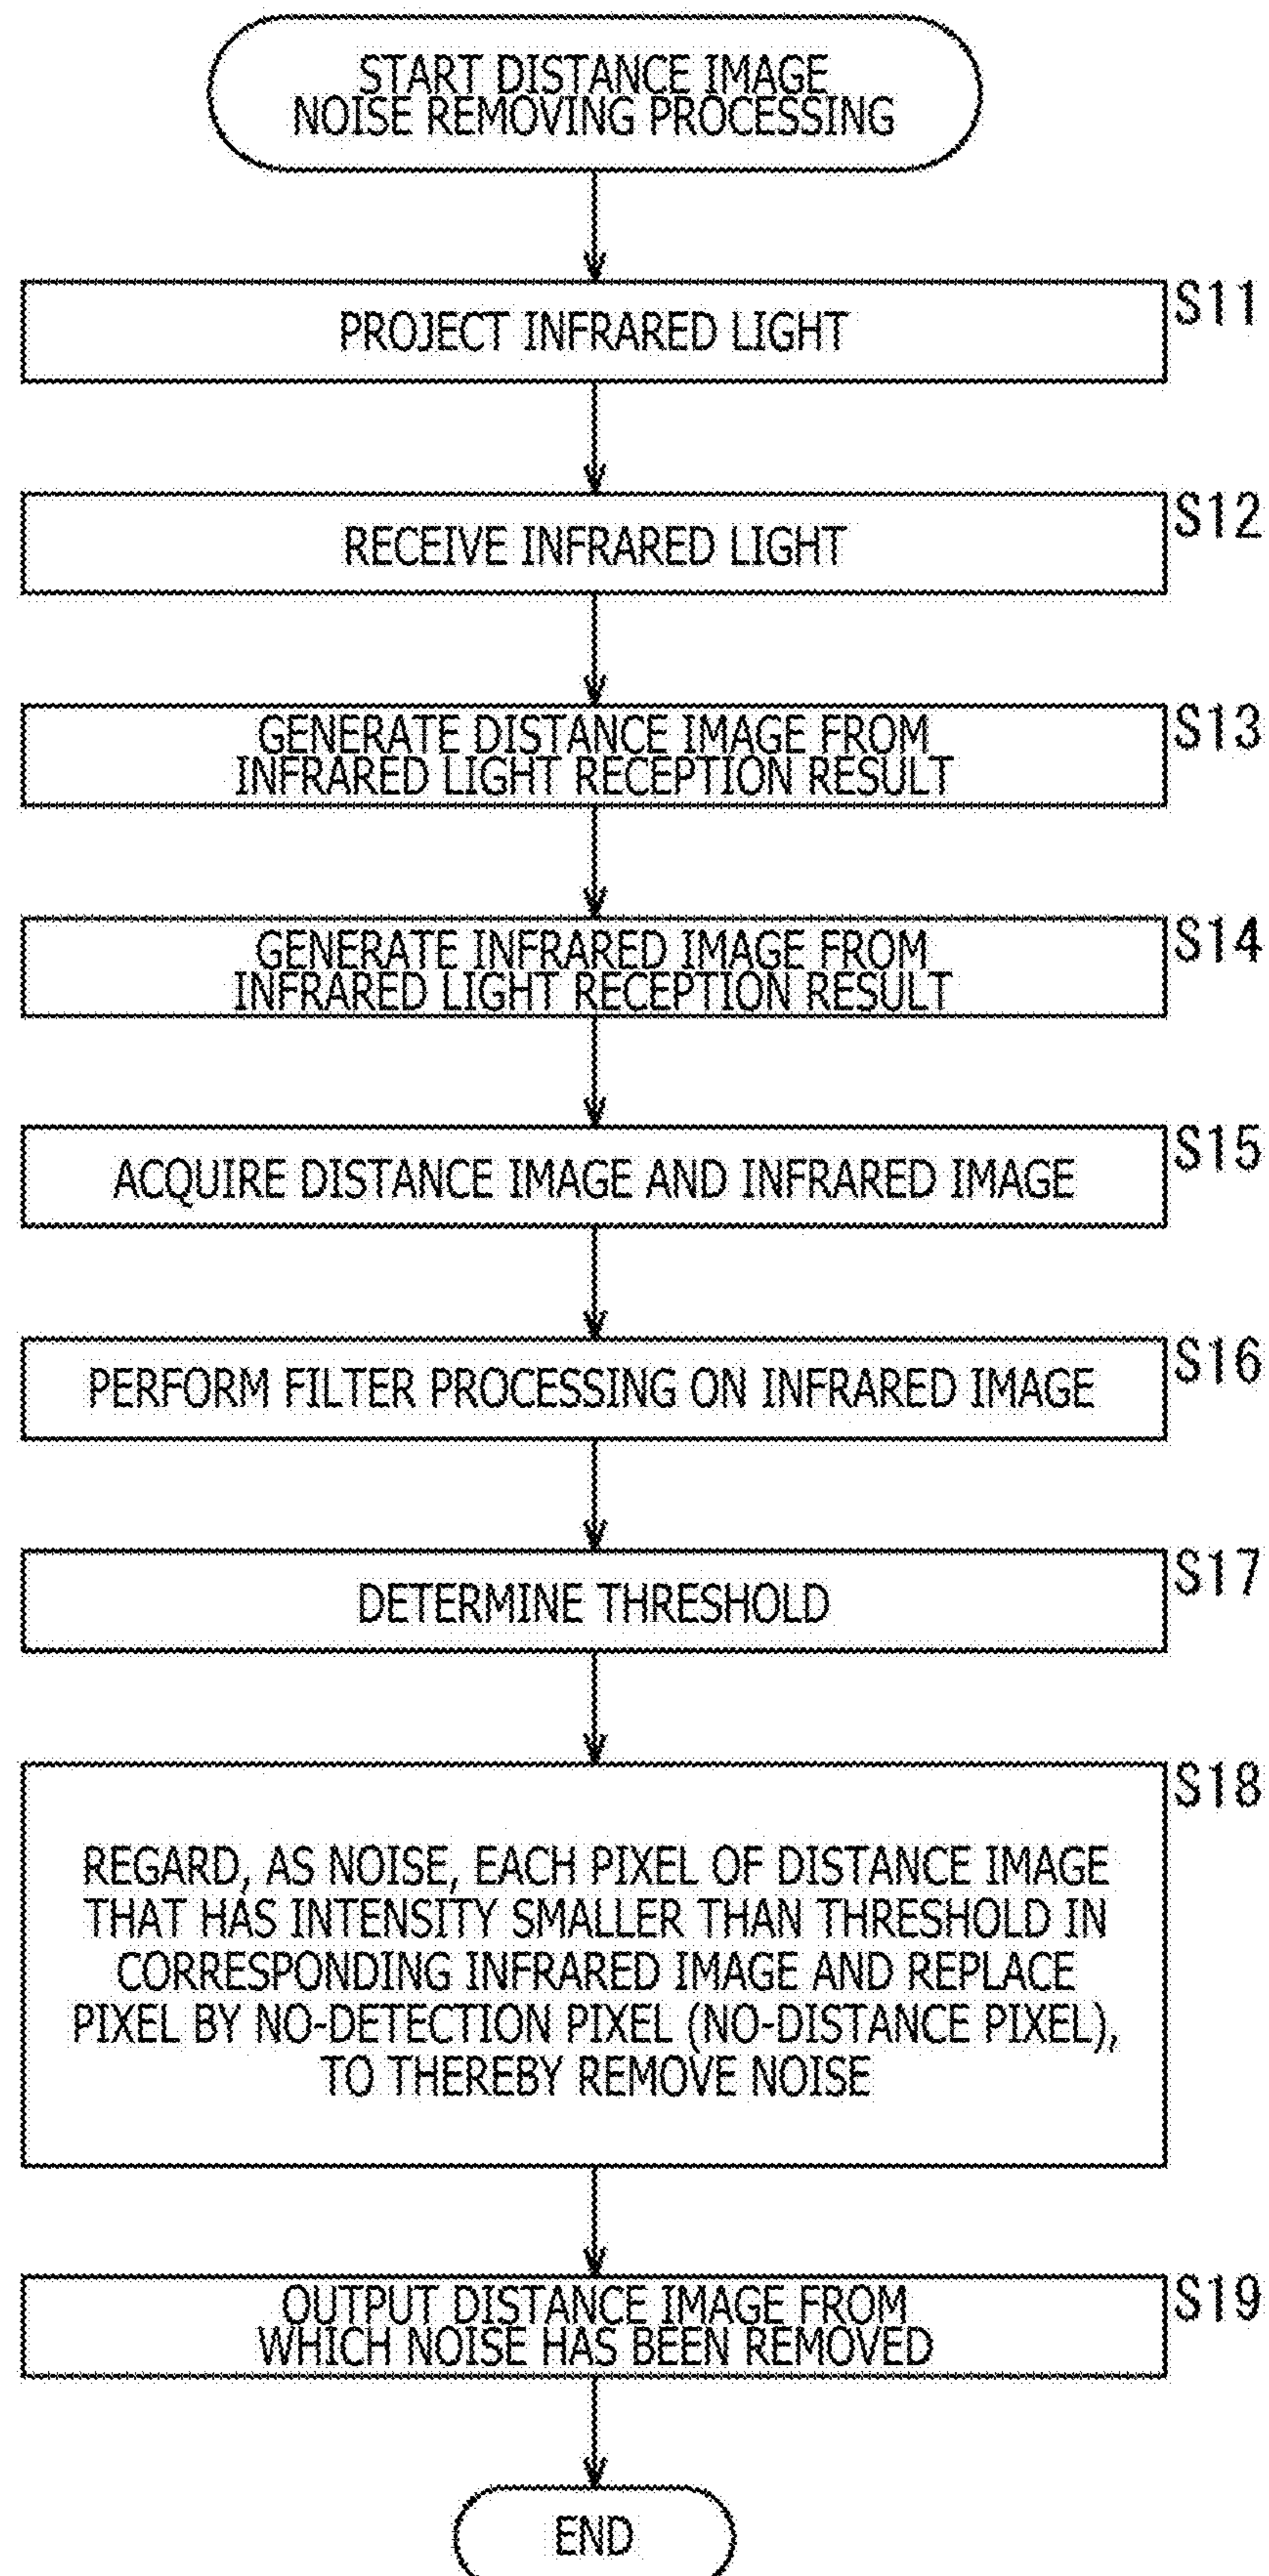 START DISTANCE IMAGE
NOISE REMOVING PROCESSING
S11
PROJECT INFRARED LIGHT
S12
RECEIVE INFRARED LIGHT
S13
GENERATE DISTANCE IMAGE FROM
INFRARED LIGHT RECEPTION RESULT
S14
GENERATE INFRARED IMAGE FROM
INFRARED LIGHT RECEPTION RESULT
S15
ACQUIRE DISTANCE IMAGE AND INFRARED IMAGE
S16
PERFORM FILTER PROCESSING ON INFRARED IMAGE
S17
DETERMINE THRESHOLD
S18
REGARD, AS NOISE, EACH PIXEL OF DISTANCE IMAGE
THAT HAS INTENSITY SMALLER THAN THRESHOLD IN
CORRESPONDING INFRARED IMAGE AND REPLACE
PIXEL BY NO-DETECTION PIXEL (NO-DISTANCE PIXEL),
TO THEREBY REMOVE NOISE
S19
OUTPUT DISTANCE IMAGE FROM
WHICH NOISE HAS BEEN REMOVED
END